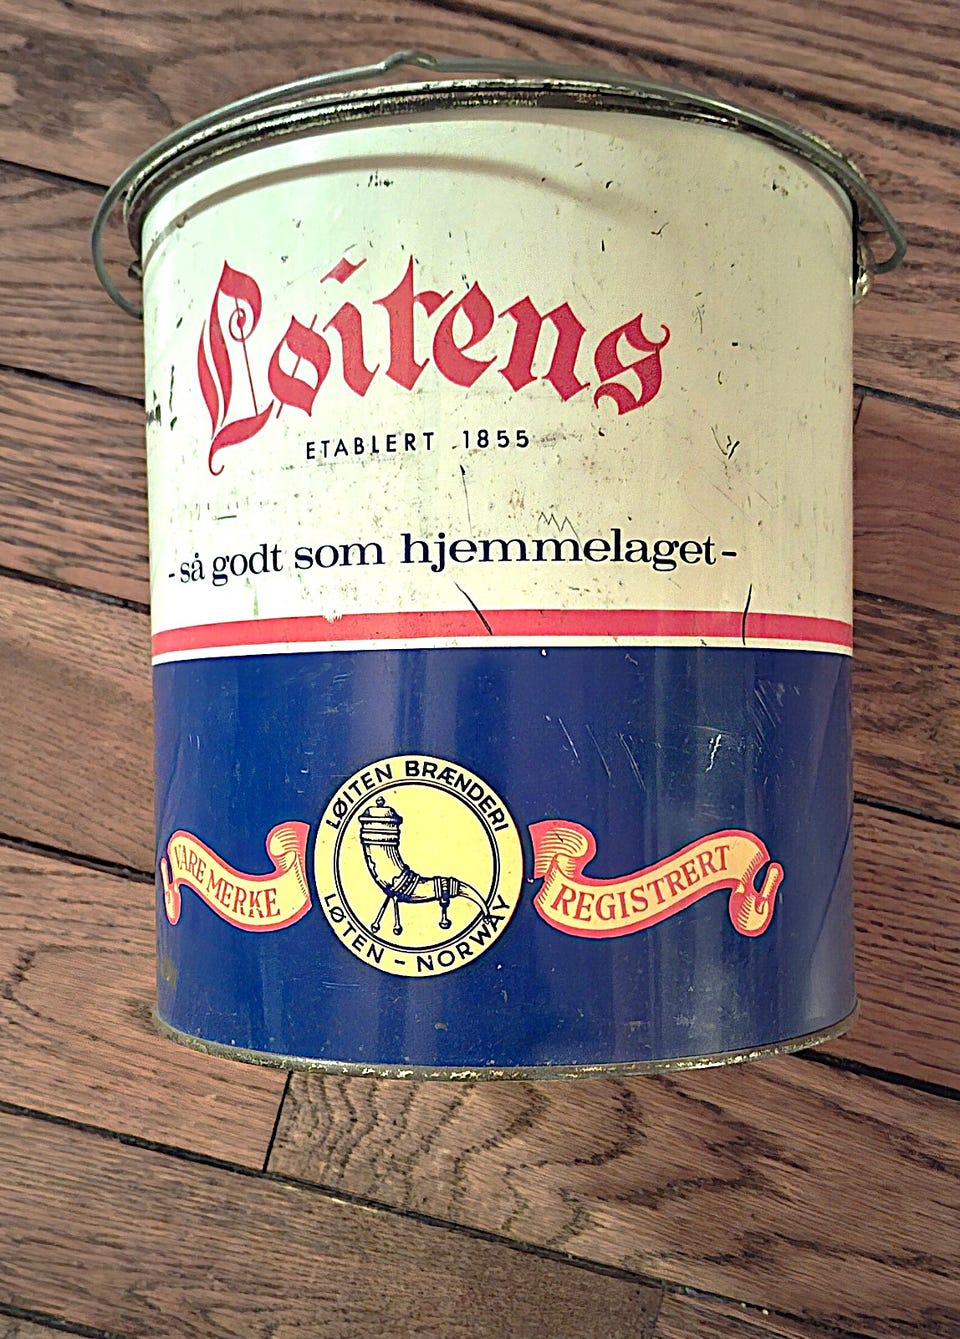 Løitens
ETABLERT 1855
-så godt som hjemmelaget-
LØITEN BRÆNDERI
VARE MERKE
REGISTRERT
LØTEN - NORWAY